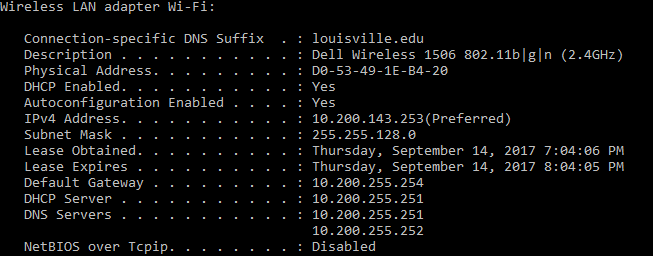 Wireless LAN adapter Wi-Fi:
Connection-specific DNS Suffix  . : louisville.edu
Description . . . . . . . . . . . : Dell Wireless 1506 802.11b|g|n (2.4GHz)
Physical Address. . . . . . . . . : D0-53-49-1E-B4-20
DHCP Enabled. . . . . . . . . . . : Yes
Autoconfiguration Enabled . . . . : Yes
IPv4 Address. . . . . . . . . . . : 10.200.143.253(Preferred)
Subnet Mask . . . . . . . . . . . : 255.255.128.0
Lease Obtained. . . . . . . . . . : Thursday, September 14, 2017 7:04:06 PM
Lease Expires . . . . . . . . . . : Thursday, September 14, 2017 8:04:05 PM
Default Gateway . . . . . . . . . : 10.200.255.254
DHCP Server . . . . . . . . . . . : 10.200.255.251
DNS Servers . . . . . . . . . . . : 10.200.255.251
10.200.255.252
NetBIOS over Tcpip. . . . . . . . : Disabled